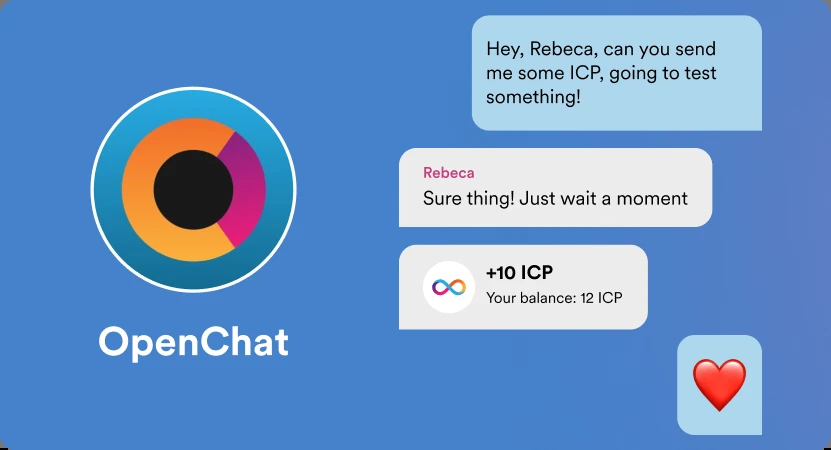 Hey, Rebeca, can you send
me some ICP, going to test
something!
Rebeca
Sure thing! Just wait a moment
+10 ICP
Your balance: 12 ICP
OpenChat